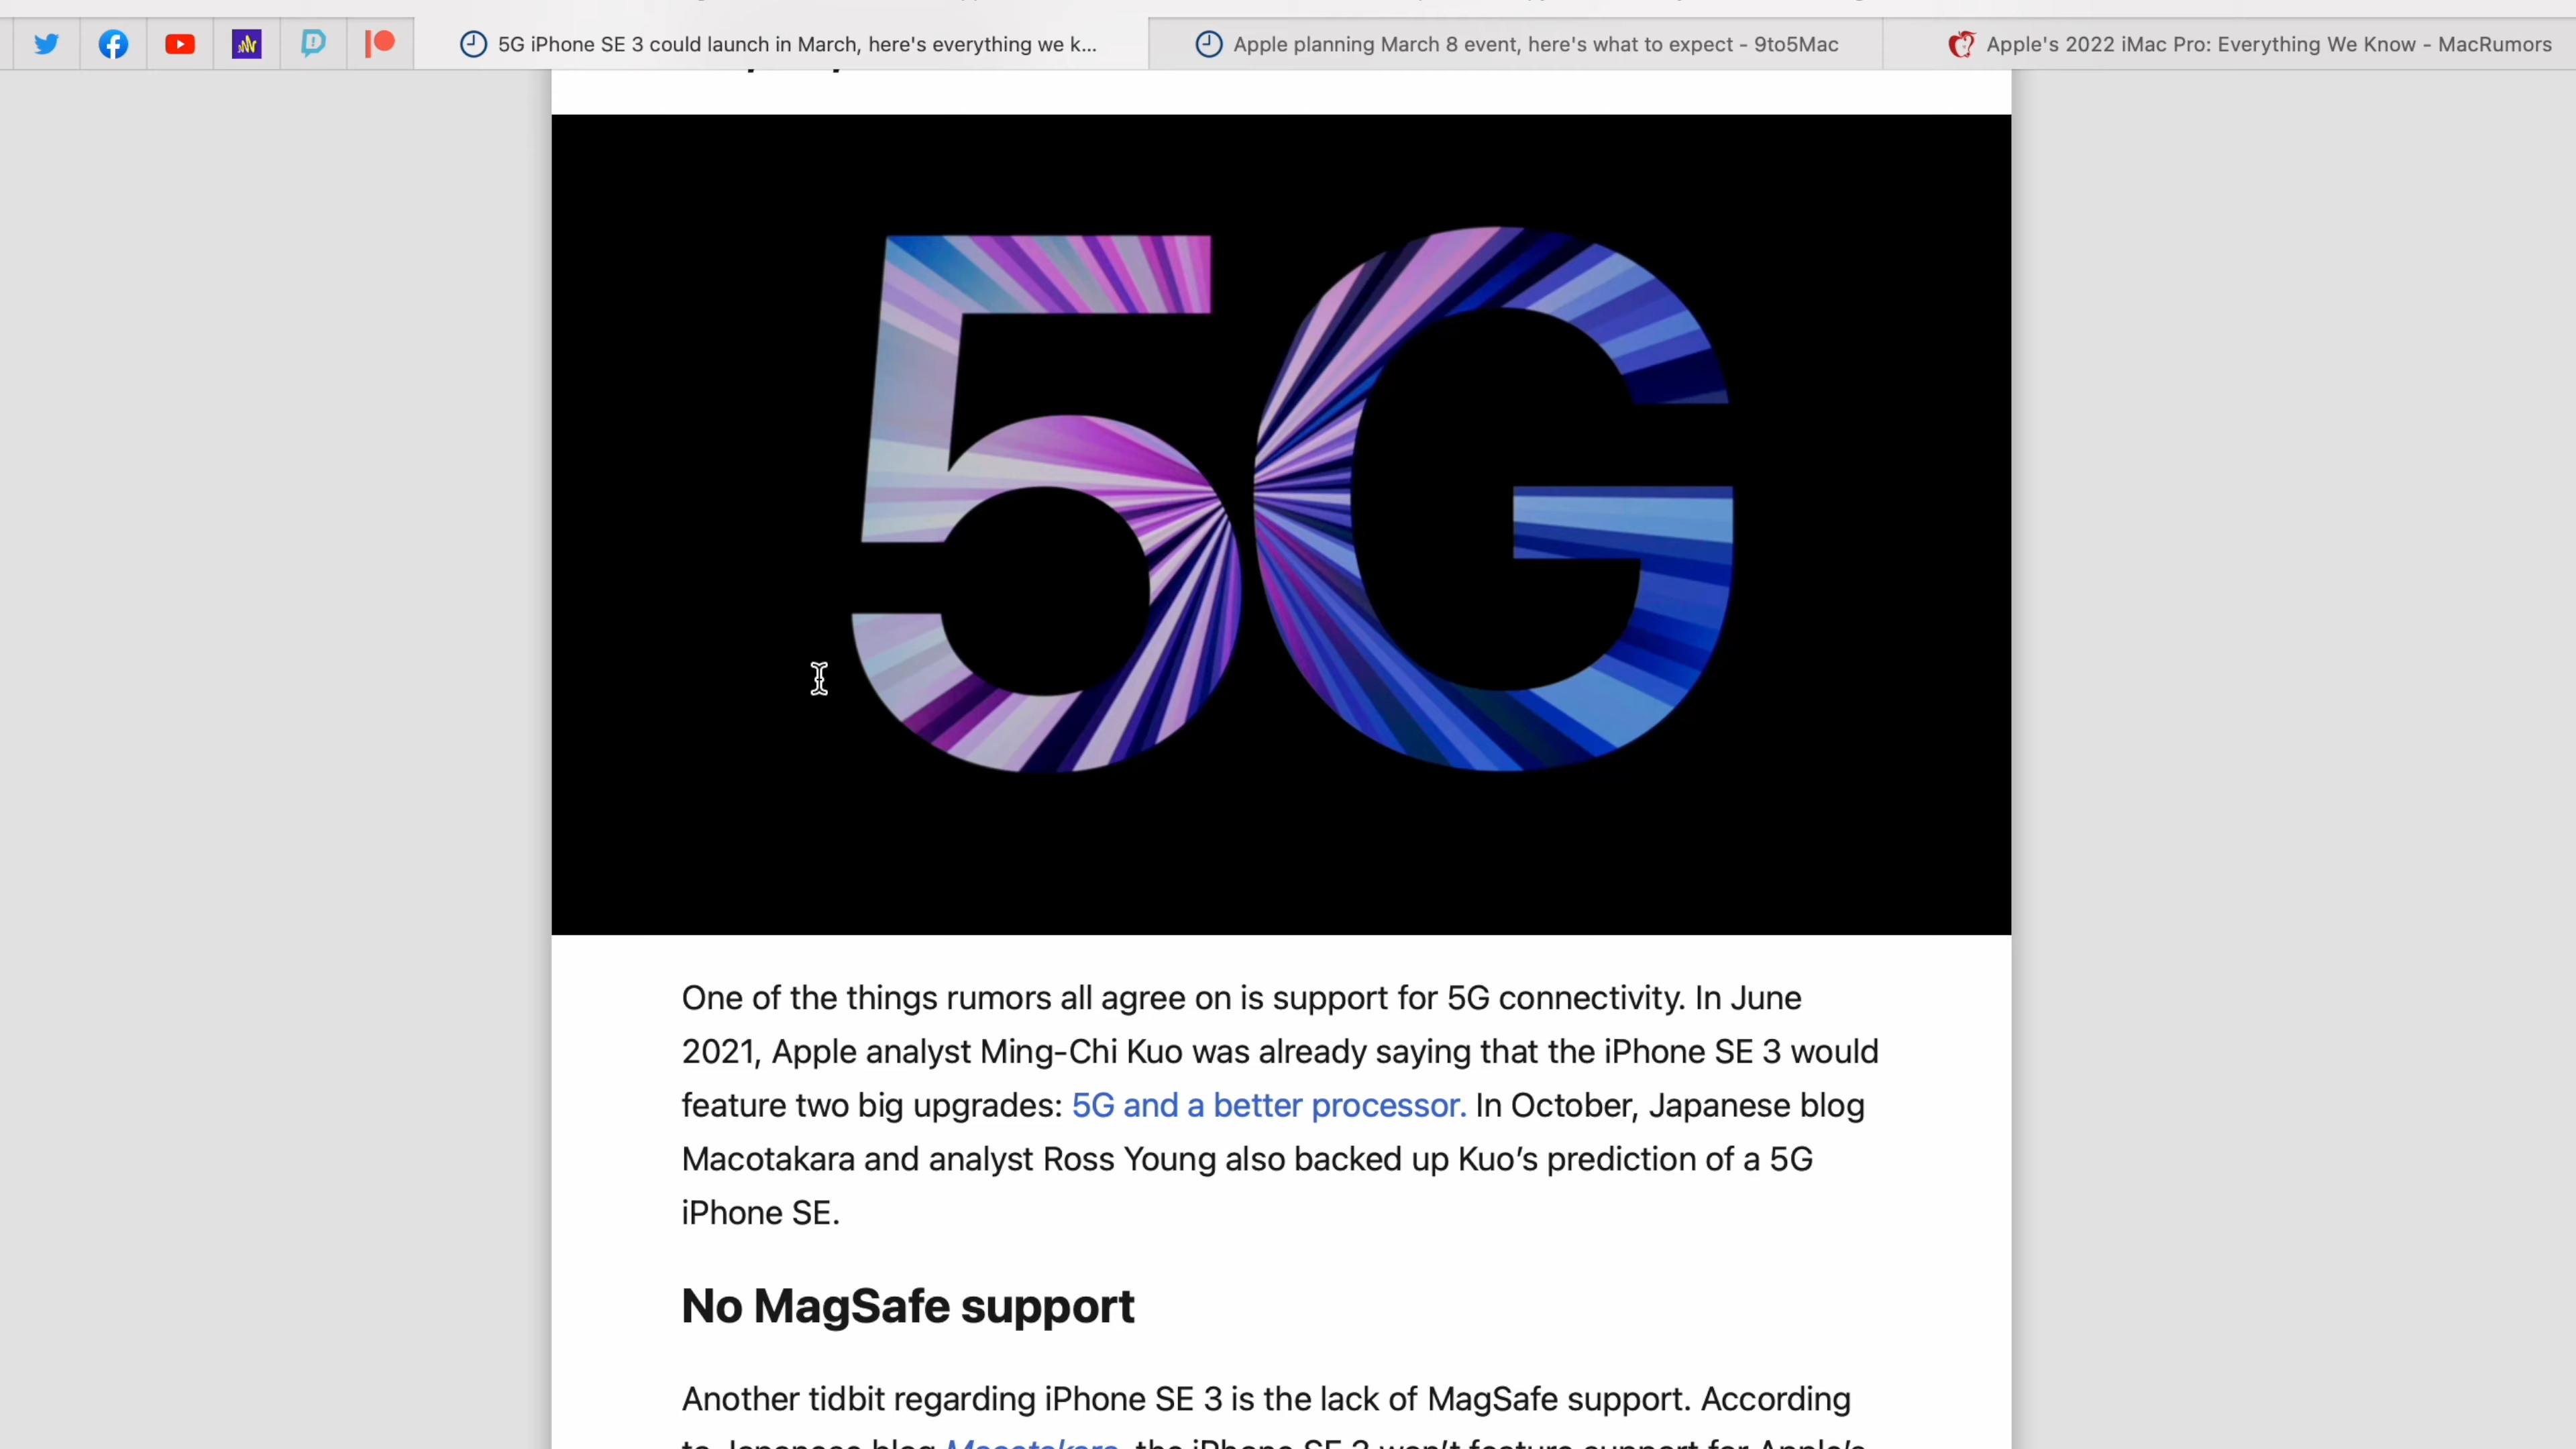 5G iPhone SE 3 could launch in March, here's everything we k...
Apple planning March 8 event, here's what to expect - 9to5Mac
Apple's 2022 iMac Pro: Everything We Know - MacRumors
5G
One of the things rumors all agree on is support for 5G connectivity. In June
2021, Apple analyst Ming-Chi Kuo was already saying that the iPhone SE 3 would
feature two big upgrades: 5G and a better processor. In October, Japanese blog
Macotakara and analyst Ross Young also backed up Kuo’s prediction of a 5G
iPhone SE.
No MagSafe support
Another tidbit regarding iPhone SE 3 is the lack of MagSafe support. According
to Japanese blog Macotakara, the iPhone SE 3 won’t feature support for Apple’s